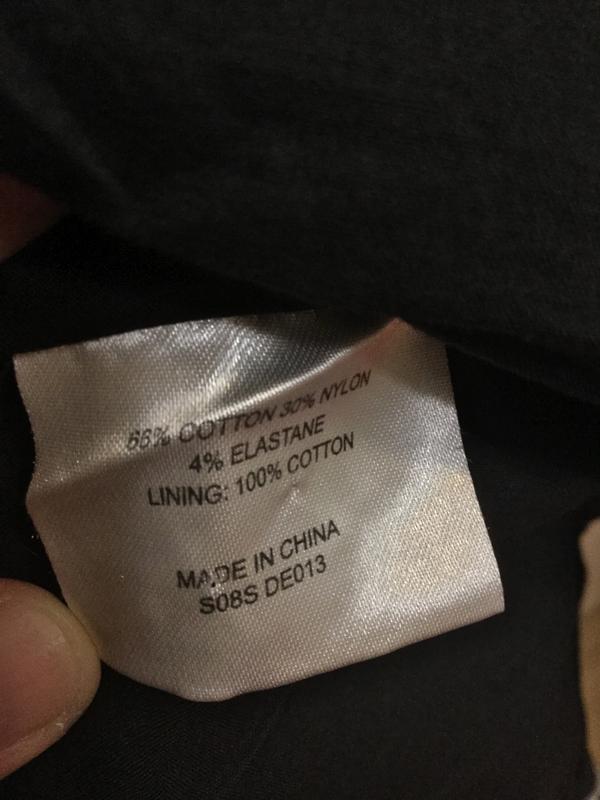 66% COTTON 30% NYLON
4% ELASTANE
LINING: 100% COTTON
MADE IN CHINA
S08S DE013